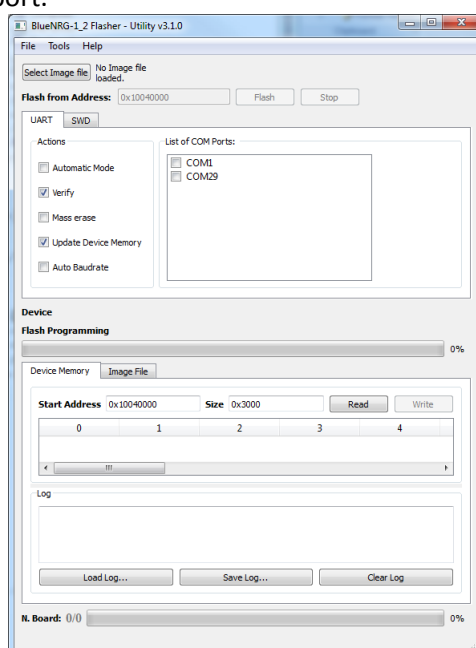 port.
BlueNRG-1_2 Flasher - Utility v3.1.0
File Tools Help
Select Image file No Image file loaded.
Flash from Address: 0x10040000 Flash Stop
UART SWD
Actions List of COM Ports:
Automatic Mode COM1
COM29
Verify
Mass erase
Update Device Memory
Auto Baudrate
Device
Flash Programming
0%
Device Memory Image File
Start Address 0x10040000 Size 0x3000 Read Write
0 1 2 3 4
Log
Load Log... Save Log... Clear Log
N. Board: 0/0 0%